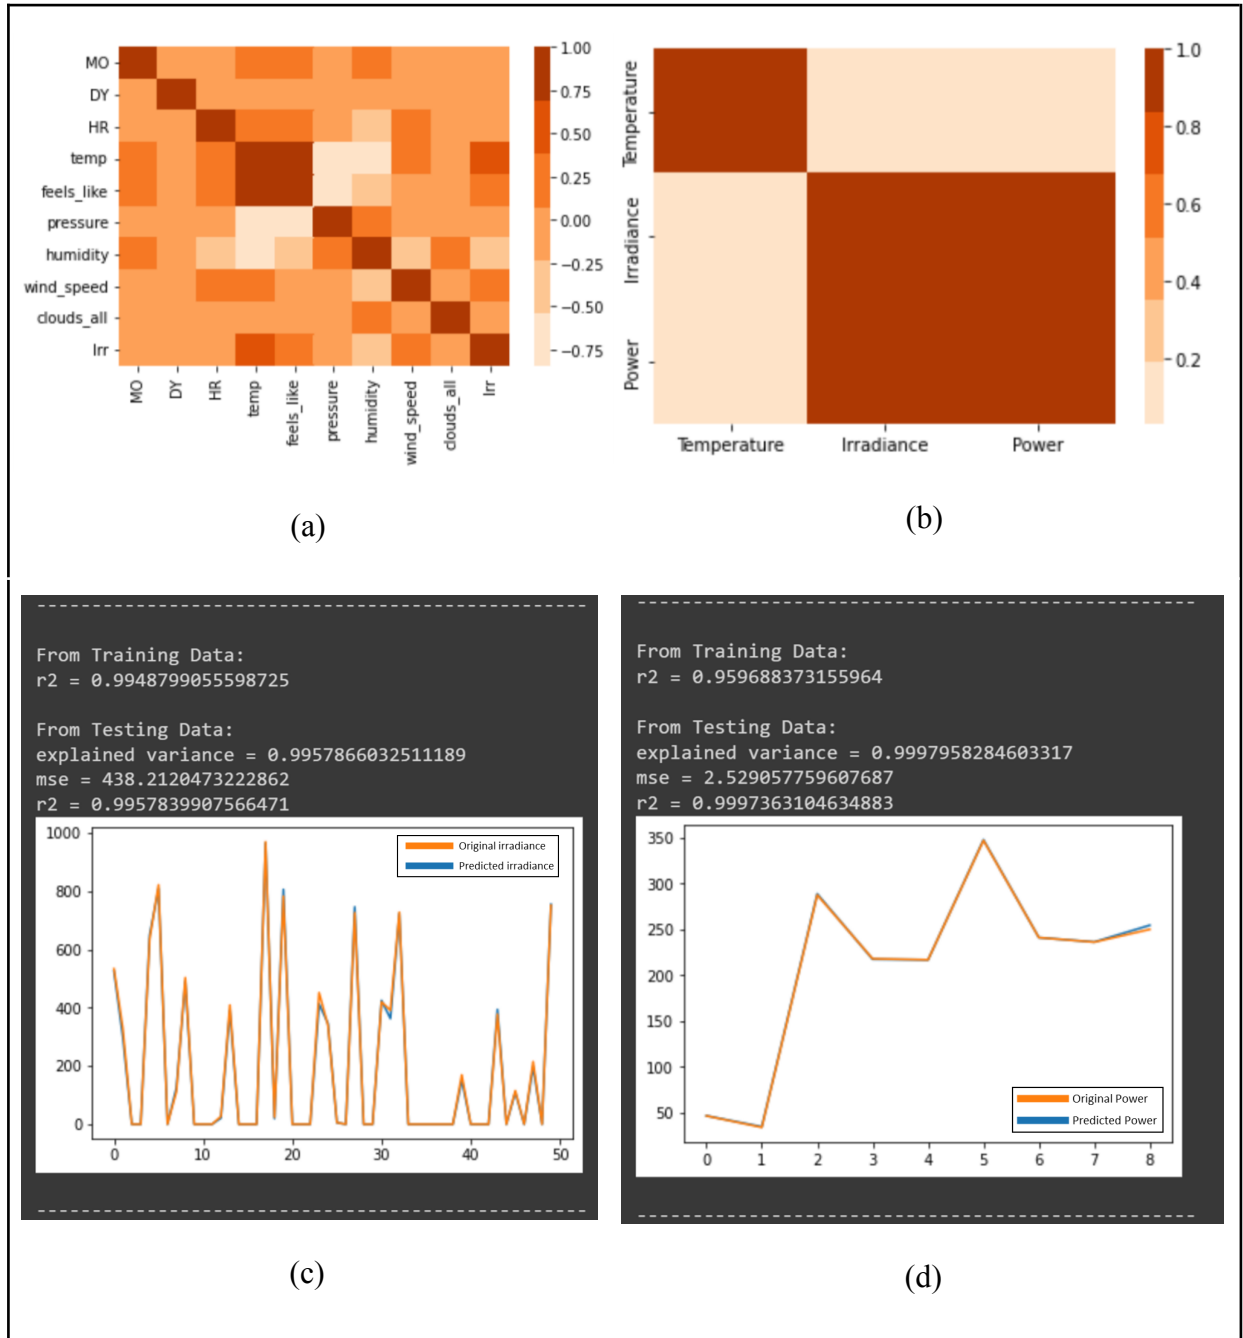 MO
DY
HR
temp
feels_like
pressure
humidity
wind_speed
clouds_all
Irr
MO
DY
HR
temp
feels_like
pressure
humidity
wind_speed
clouds_all
Irr
1.00
0.75
0.50
0.25
0.00
−0.25
−0.50
−0.75
(a)
Temperature
Irradiance
Power
Temperature Irradiance Power
1.0
0.8
0.6
0.4
0.2
(b)
From Training Data:
r2 = 0.9948799055598725
From Testing Data:
explained variance = 0.9957866032511189
mse = 438.2120473222862
r2 = 0.9957839907566471
Original irradiance
Predicted irradiance
1000
800
600
400
200
0
0 10 20 30 40 50
(c)
From Training Data:
r2 = 0.959688373155964
From Testing Data:
explained variance = 0.9997958284603317
mse = 2.529057759607687
r2 = 0.9997363104634883
350
300
250
200
150
100
50
Original Power
Predicted Power
0 1 2 3 4 5 6 7 8
(d)